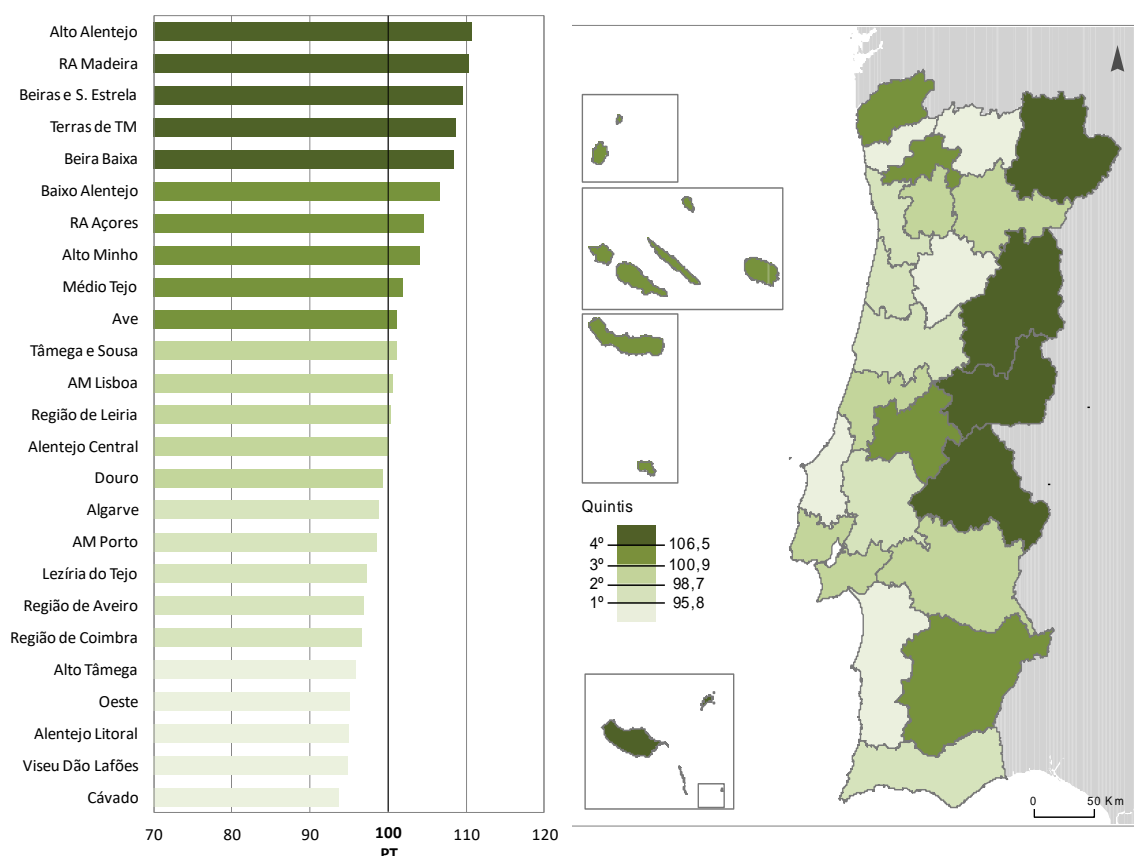 Alto Alentejo
RA Madeira
Beiras e S. Estrela
Terras de TM
Beira Baixa
Baixo Alentejo
RA Açores
Alto Minho
Médio Tejo
Ave
Tâmega e Sousa
AM Lisboa
Região de Leiria
Alentejo Central
Douro
Algarve
AM Porto
Lezíria do Tejo
Região de Aveiro
Região de Coimbra
Alto Tâmega
Oeste
Alentejo Litoral
Viseu Dão Lafões
Cávado
70 80 90 100 110 120
PT
Quintis
4º 106,5
3º 100,9
2º 98,7
1º 95,8
0 50 Km